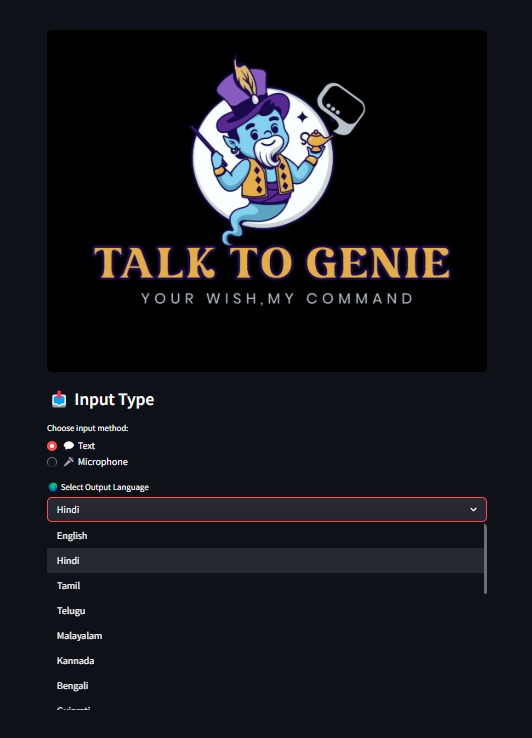 TALK TO GENIE
YOUR WISH,MY COMMAND
Input Type
Choose input method:
Text
Microphone
Select Output Language
Hindi
English
Hindi
Tamil
Telugu
Malayalam
Kannada
Bengali